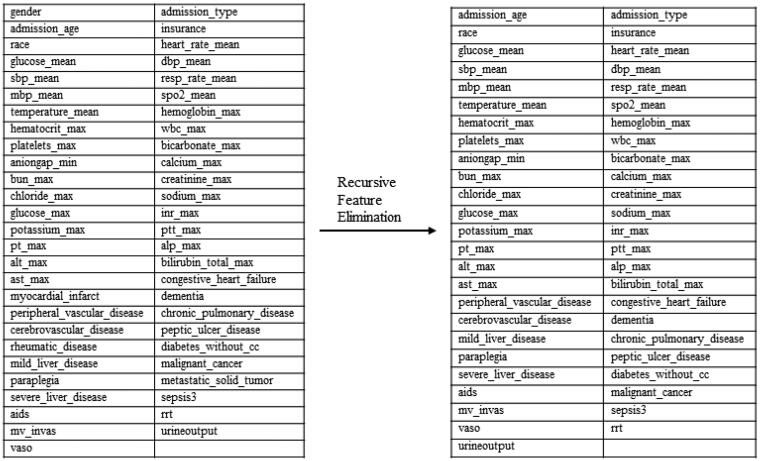 gender admission_type
admission_age insurance
race heart_rate_mean
glucose_mean dbp_mean
sbp_mean resp_rate_mean
mbp_mean spo2_mean
temperature_mean hemoglobin_max
hematocrit_max wbc_max
platelets_max bicarbonate_max
aniongap_min calcium_max
bun_max creatinine_max
chloride_max sodium_max
glucose_max inr_max
potassium_max ptt_max
pt_max alp_max
alt_max bilirubin_total_max
ast_max congestive_heart_failure
myocardial_infarct dementia
peripheral_vascular_disease chronic_pulmonary_disease
cerebrovascular_disease peptic_ulcer_disease
rheumatic_disease diabetes_without_cc
mild_liver_disease malignant_cancer
paraplegia metastatic_solid_tumor
severe_liver_disease sepsis3
aids rrt
mv_invas urineoutput
vaso
Recursive
Feature
Elimination
admission_age admission_type
race insurance
glucose_mean heart_rate_mean
sbp_mean dbp_mean
mbp_mean resp_rate_mean
temperature_mean spo2_mean
hematocrit_max hemoglobin_max
platelets_max wbc_max
aniongap_min bicarbonate_max
bun_max calcium_max
chloride_max creatinine_max
glucose_max sodium_max
potassium_max inr_max
pt_max ptt_max
alt_max alp_max
ast_max bilirubin_total_max
peripheral_vascular_disease congestive_heart_failure
cerebrovascular_disease dementia
mild_liver_disease chronic_pulmonary_disease
paraplegia peptic_ulcer_disease
severe_liver_disease diabetes_without_cc
aids malignant_cancer
mv_invas sepsis3
vaso rrt
urineoutput